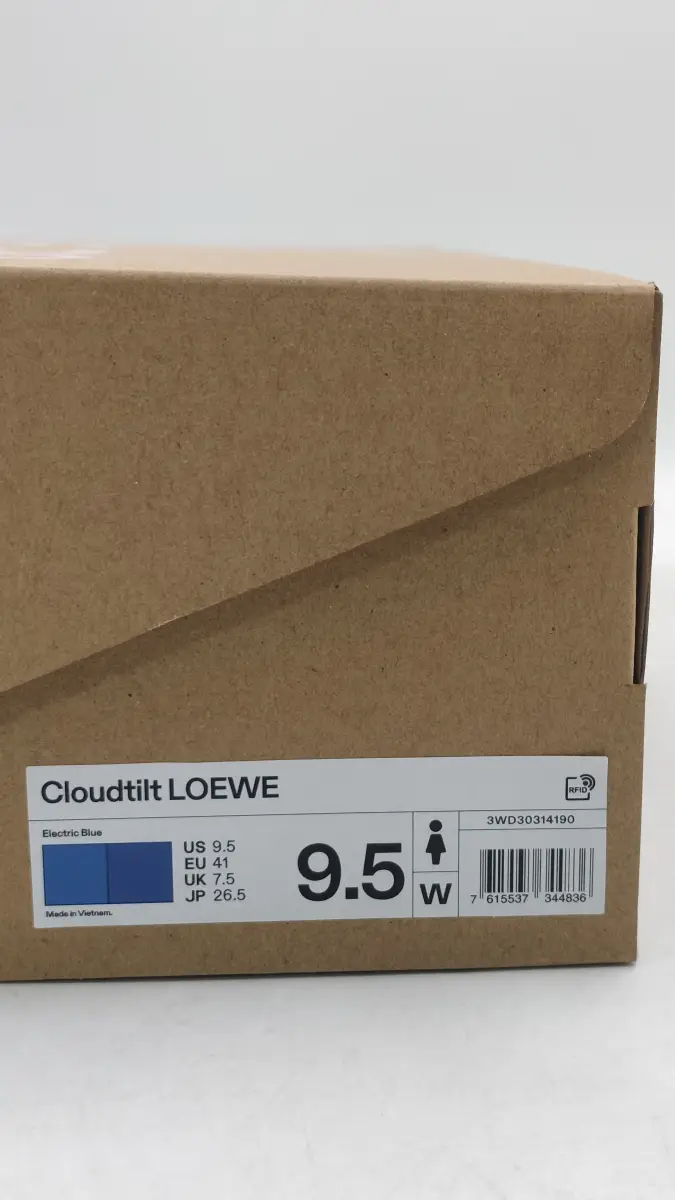 Cloudtilt LOEWE
RFID
Electric Blue
US 9.5
EU 41
UK 7.5
JP 26.5
Made in Vietnam.
9.5
W
3WD30314190
7 615537 344836